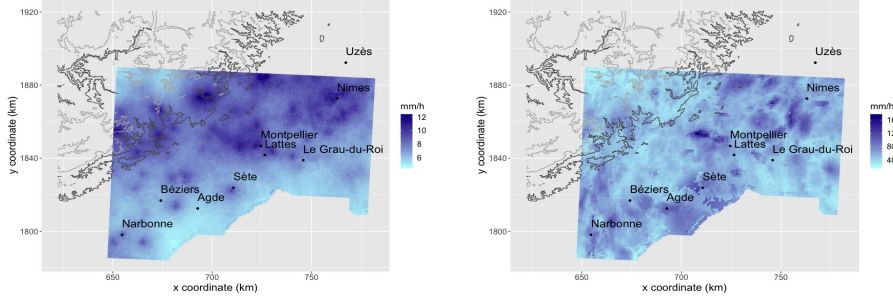 1920
1880
1840
1800
y coordinate (km)
Uzès
Nimes
Montpellier
Lattes
Le Grau-du-Roi
Sète
Béziers
Agde
Narbonne
650
700
750
x coordinate (km)
mm/h
12
10
8
6
1920
1880
1840
1800
y coordinate (km)
Uzès
Nimes
Montpellier
Lattes
Le Grau-du-Roi
Sète
Béziers
Agde
Narbonne
650
700
750
x coordinate (km)
mm/h